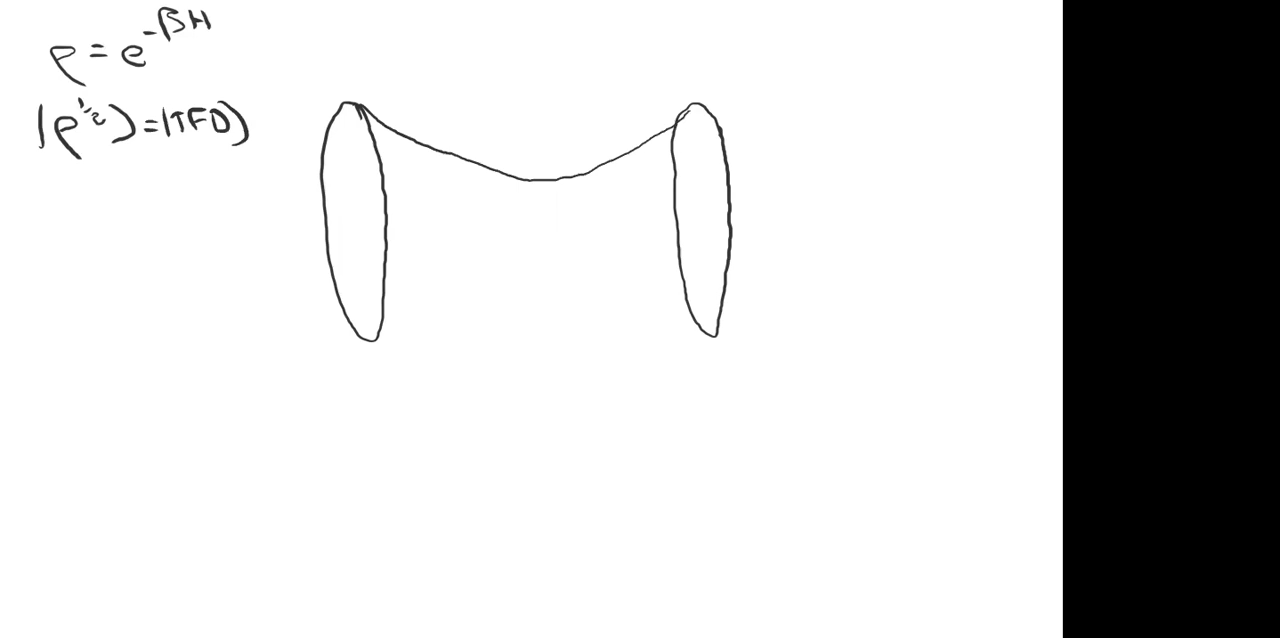 ρ = e^{-βH}
|ρ^{1/2}) = |TFD)